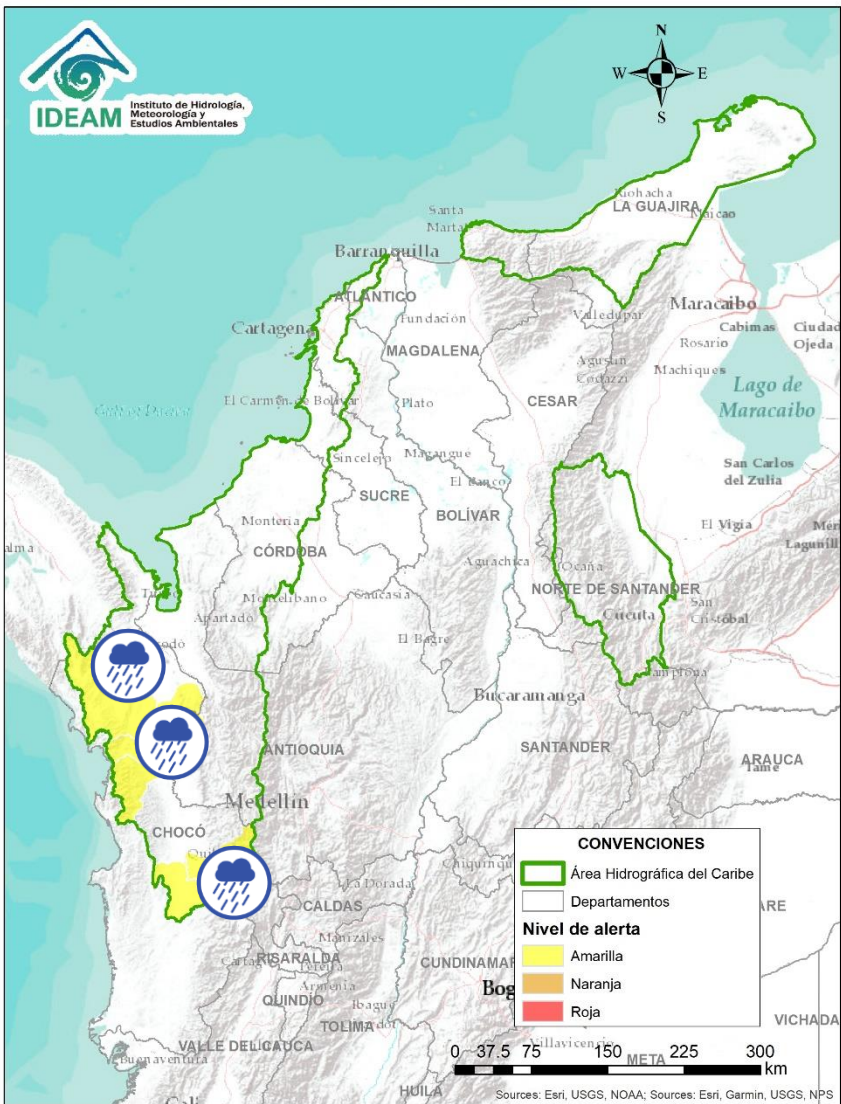 IDEAM
Instituto de Hidrología,
Meteorología y
Estudios Ambientales
N
W
E
S
Riohacha
LA GUAJIRA
Maicao
Santa
Marta
Barranquilla
ATLÁNTICO
Maracaibo
Cabimas
Ciudad
Ojeda
Cartagena
Fundación
Valledupar
Rosario
MAGDALENA
Agustín
Codazzi
Machiques
Lago de
Maracaibo
El Carmen de Bolívar
Plato
CESAR
Sincelejo
Magangué
San Carlos
del Zulia
SUCRE
El Banco
BOLÍVAR
Montería
El Vigía
CÓRDOBA
Aguachica
Ocaña
Montelibano
Caucasia
NORTE DE SANTANDER
Apartadó
San
Cristóbal
Cúcuta
El Bagre
Pamplona
Bucaramanga
ANTIOQUIA
SANTANDER
ARAUCA
Tame
Medellín
CHOCÓ
CONVENCIONES
Área Hidrográfica del Caribe
Departamentos
Nivel de alerta
Amarilla
Naranja
Roja
La Dorada
CALDAS
Manizales
RISARALDA
Pereira
CUNDINAMAR
Armenia
QUINDÍO
Ibagué
Bog
TOLIMA
VICHADA
VALLE DEL CAUCA
Buenaventura
Villavicencio
META
HUILA
0 37.5 75 150 225 300
km
Sources: Esri, USGS, NOAA; Sources: Esri, Garmin, USGS, NPS